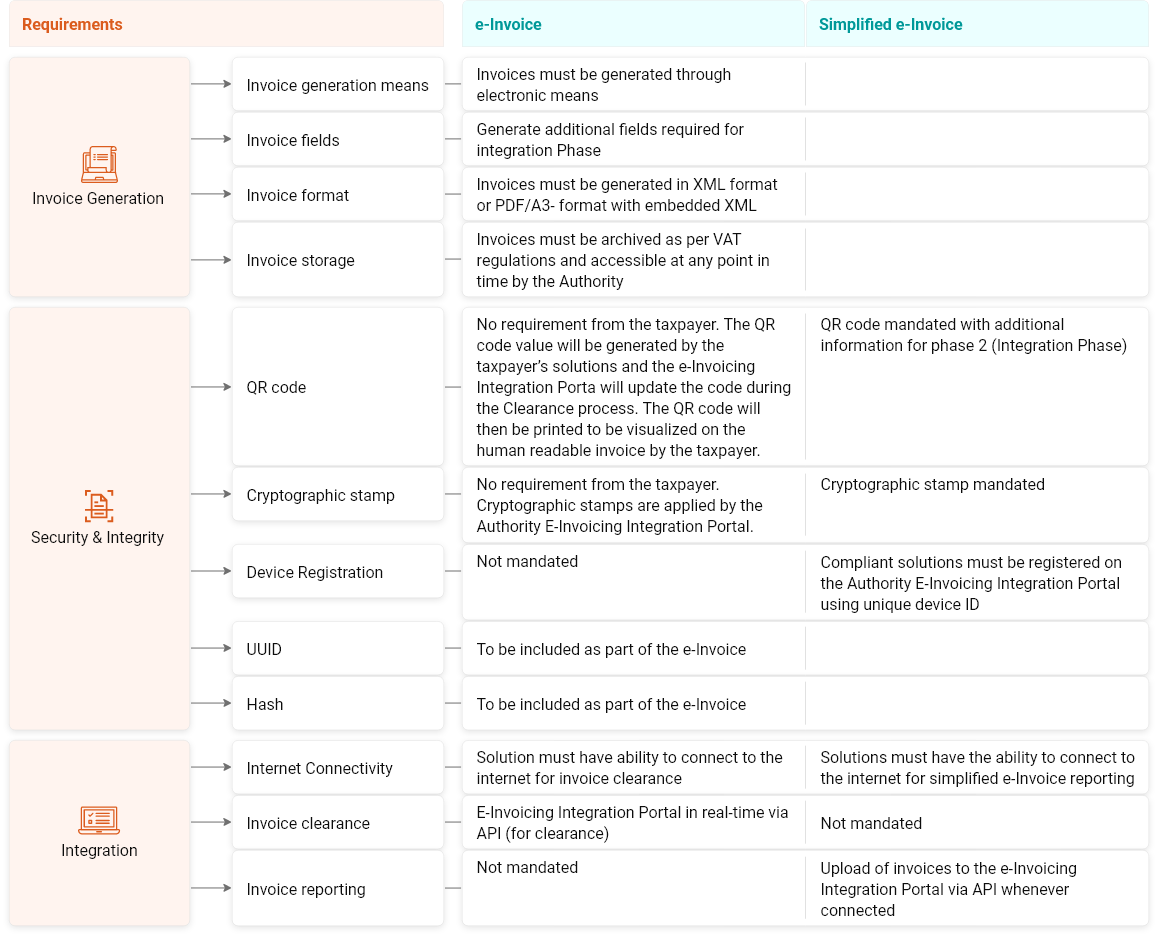 Requirements
e-Invoice
Simplified e-Invoice
Invoice Generation
Invoice generation means
Invoices must be generated through
electronic means
Invoice fields
Generate additional fields required for
integration Phase
Invoice format
Invoices must be generated in XML format
or PDF/A3- format with embedded XML
Invoice storage
Invoices must be archived as per VAT
regulations and accessible at any point in
time by the Authority
Security & Integrity
QR code
No requirement from the taxpayer. The QR
code value will be generated by the
taxpayer’s solutions and the e-Invoicing
Integration Porta will update the code during
the Clearance process. The QR code will
then be printed to be visualized on the
human readable invoice by the taxpayer.
QR code mandated with additional
information for phase 2 (Integration Phase)
Cryptographic stamp
No requirement from the taxpayer.
Cryptographic stamps are applied by the
Authority E-Invoicing Integration Portal.
Cryptographic stamp mandated
Device Registration
Not mandated
Compliant solutions must be registered on
the Authority E-Invoicing Integration Portal
using unique device ID
UUID
To be included as part of the e-Invoice
Hash
To be included as part of the e-Invoice
Integration
Internet Connectivity
Solution must have ability to connect to the
internet for invoice clearance
Solutions must have the ability to connect to
the internet for simplified e-Invoice reporting
Invoice clearance
E-Invoicing Integration Portal in real-time via
API (for clearance)
Not mandated
Invoice reporting
Not mandated
Upload of invoices to the e-Invoicing
Integration Portal via API whenever
connected